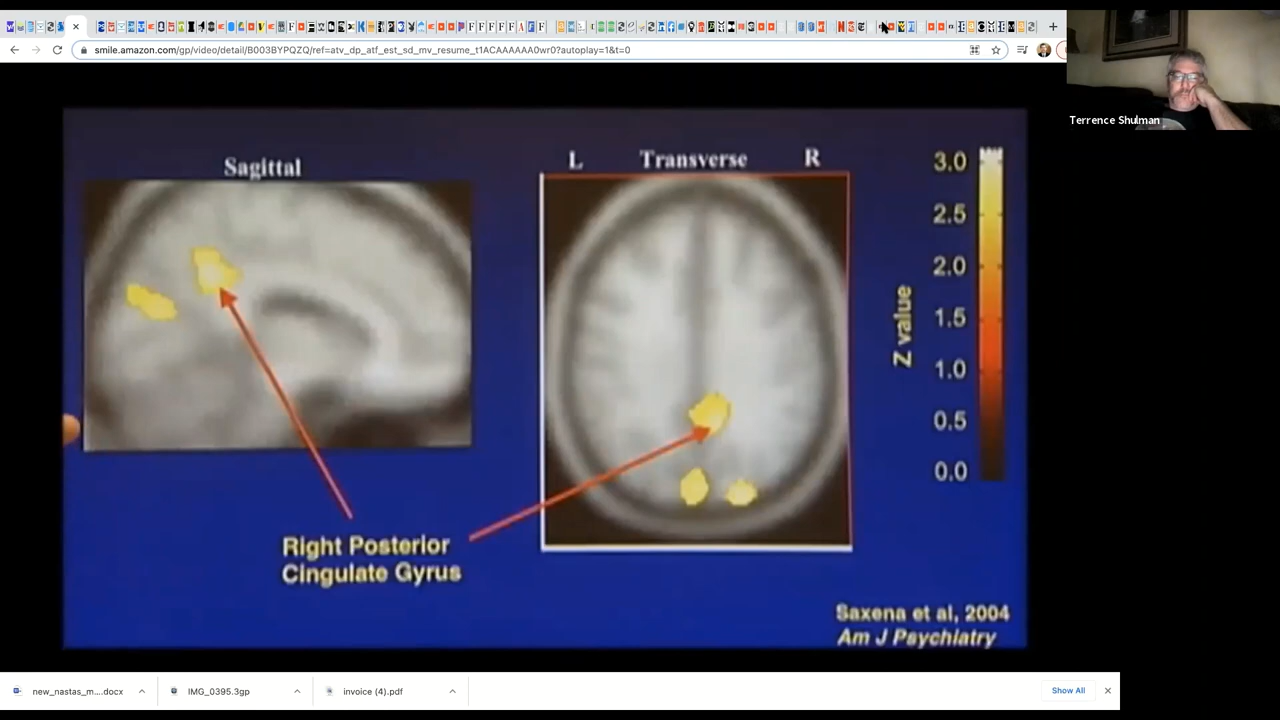 smile.amazon.com/gp/video/detail/B003BYPQZQ/ref=atv_dp_atf_est_sd_mv_resume_t1ACAAAAAA0wr0?autoplay=1&t=0
Terrence Shulman
Sagittal
L Transverse R
3.0
2.5
2.0
1.5
1.0
0.5
0.0
Z value
Right Posterior
Cingulate Gyrus
Saxena et al, 2004
Am J Psychiatry
new_nastas_m....docx
IMG_0395.3gp
invoice (4).pdf
Show All